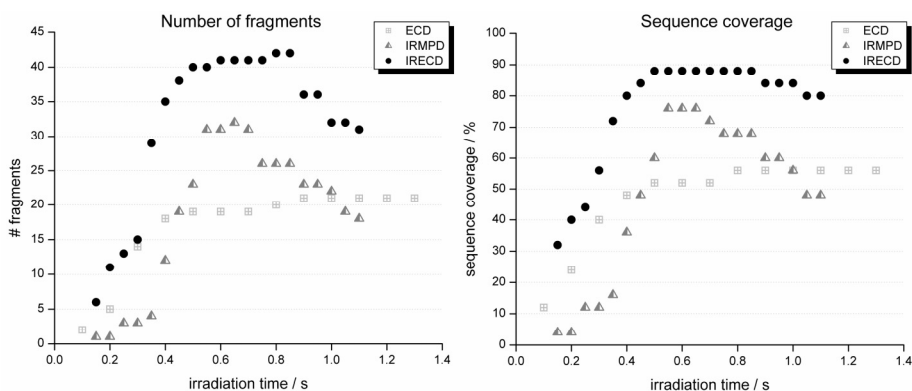 Number of fragments
ECD
IRMPD
IRECD
# fragments
45
40
35
30
25
20
15
10
5
0
0.0 0.2 0.4 0.6 0.8 1.0 1.2 1.4
irradiation time / s
Sequence coverage
ECD
IRMPD
IRECD
sequence coverage / %
100
90
80
70
60
50
40
30
20
10
0
0.0 0.2 0.4 0.6 0.8 1.0 1.2 1.4
irradiation time / s